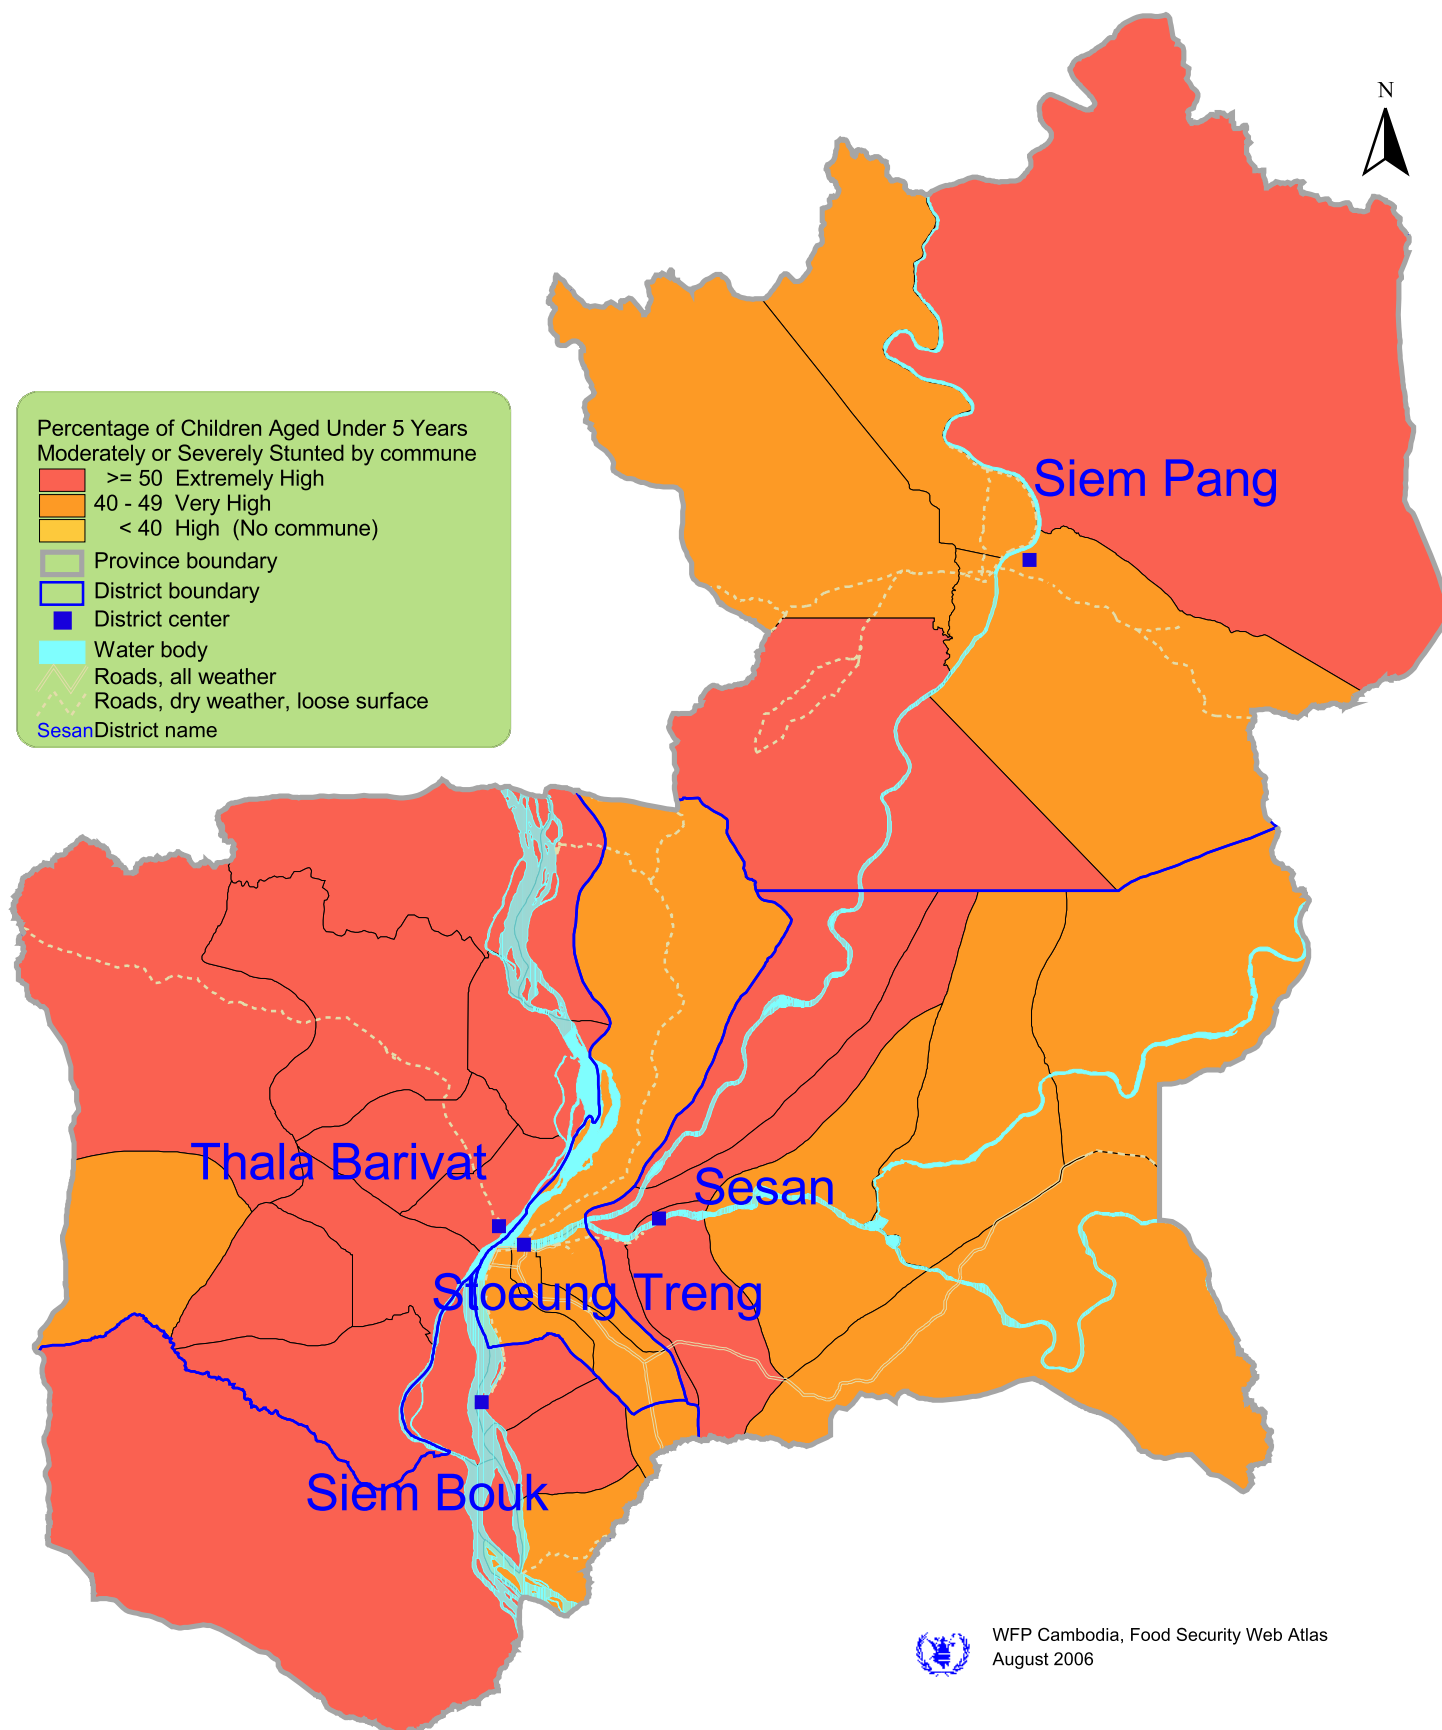 N
Siem Pang
Percentage of Children Aged Under 5 Years
Moderately or Severely Stunted by commune
>= 50 Extremely High
40 - 49 Very High
< 40 High (No commune)
Province boundary
District boundary
District center
Water body
Roads, all weather
Roads, dry weather, loose surface
Sesan District name
Thala Barivat
Sesan
Stoeung Treng
Siem Bouk
WFP Cambodia, Food Security Web Atlas
August 2006